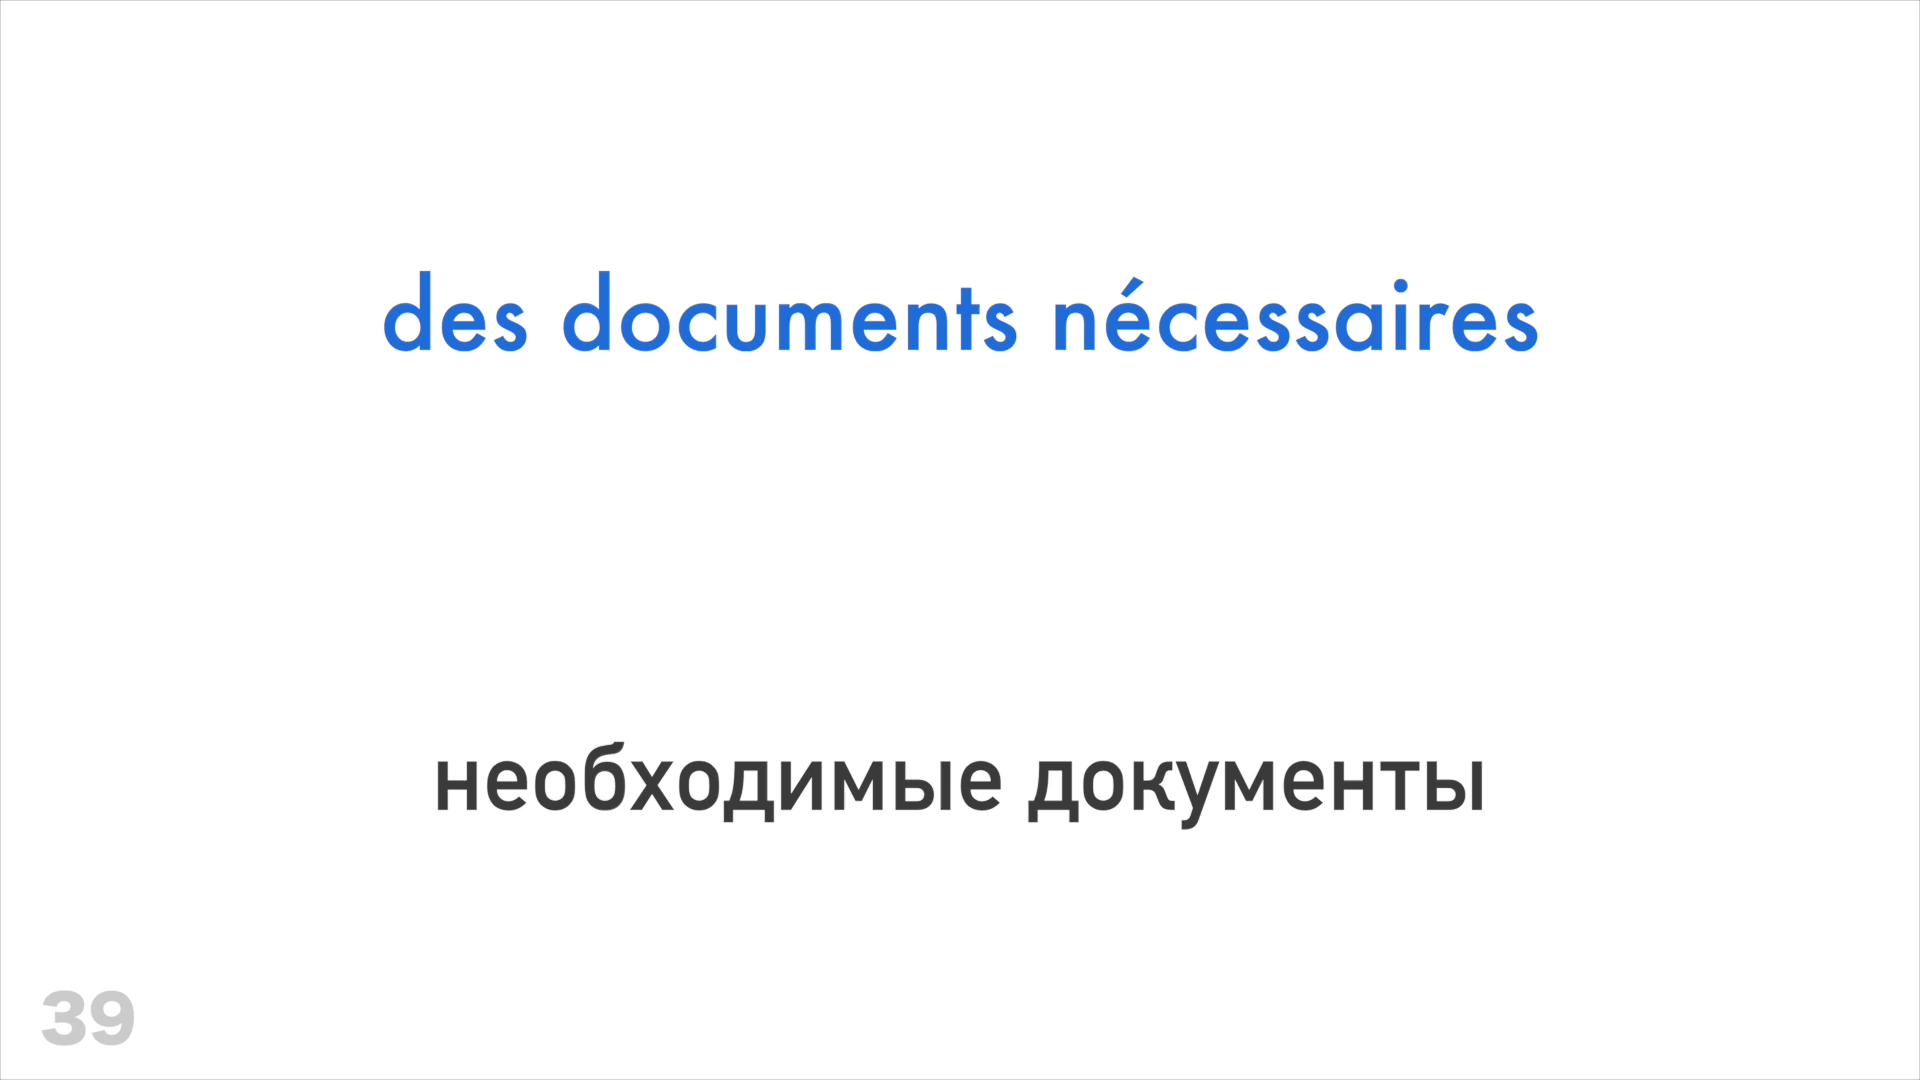 des documents nécessaires
необходимые документы
39